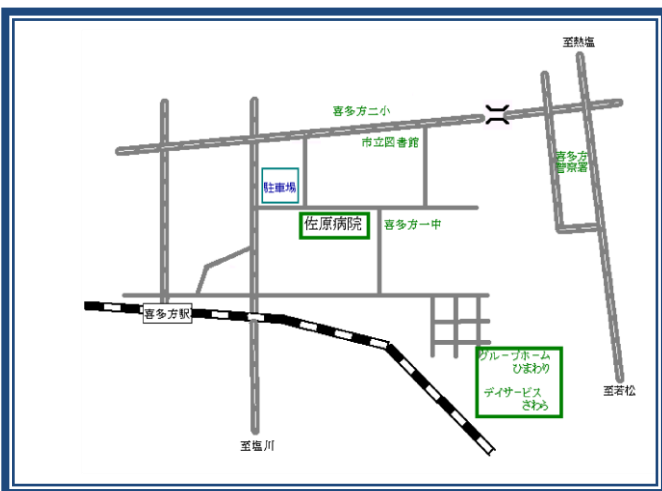 至熱塩
喜多方二小
市立図書館
喜多方
警察署
駐車場
佐原病院
喜多方一中
喜多方駅
グループホーム
ひまわり
デイサービス
さわら
至若松
至塩川